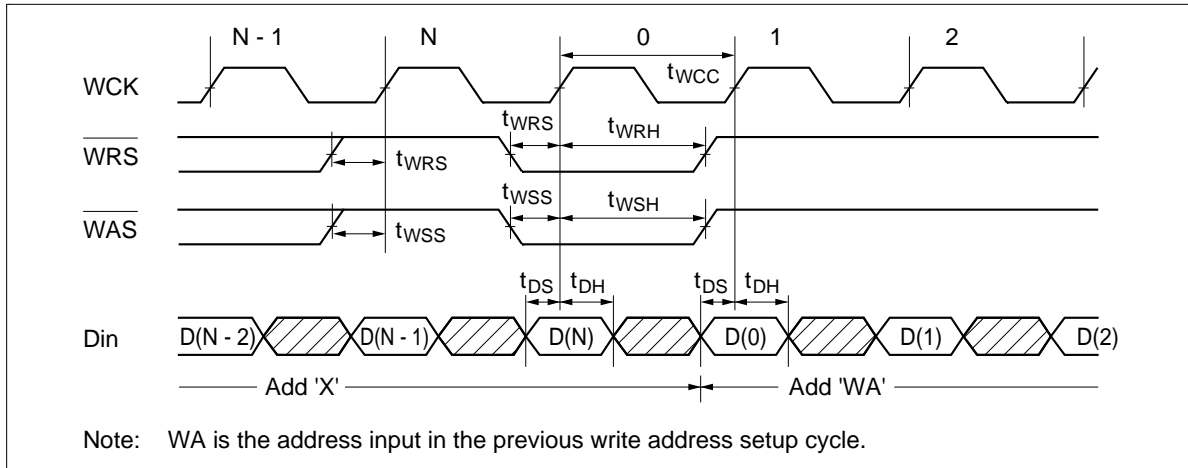 N - 1 N 0 1 2
WCK tWCC
tWRS tWRH
WRS tWRS
tWSS tWSH
WAS tWSS
tDS tDH tDS tDH
Din D(N - 2) D(N - 1) D(N) D(0) D(1) D(2)
Add 'X' Add 'WA'
Note: WA is the address input in the previous write address setup cycle.